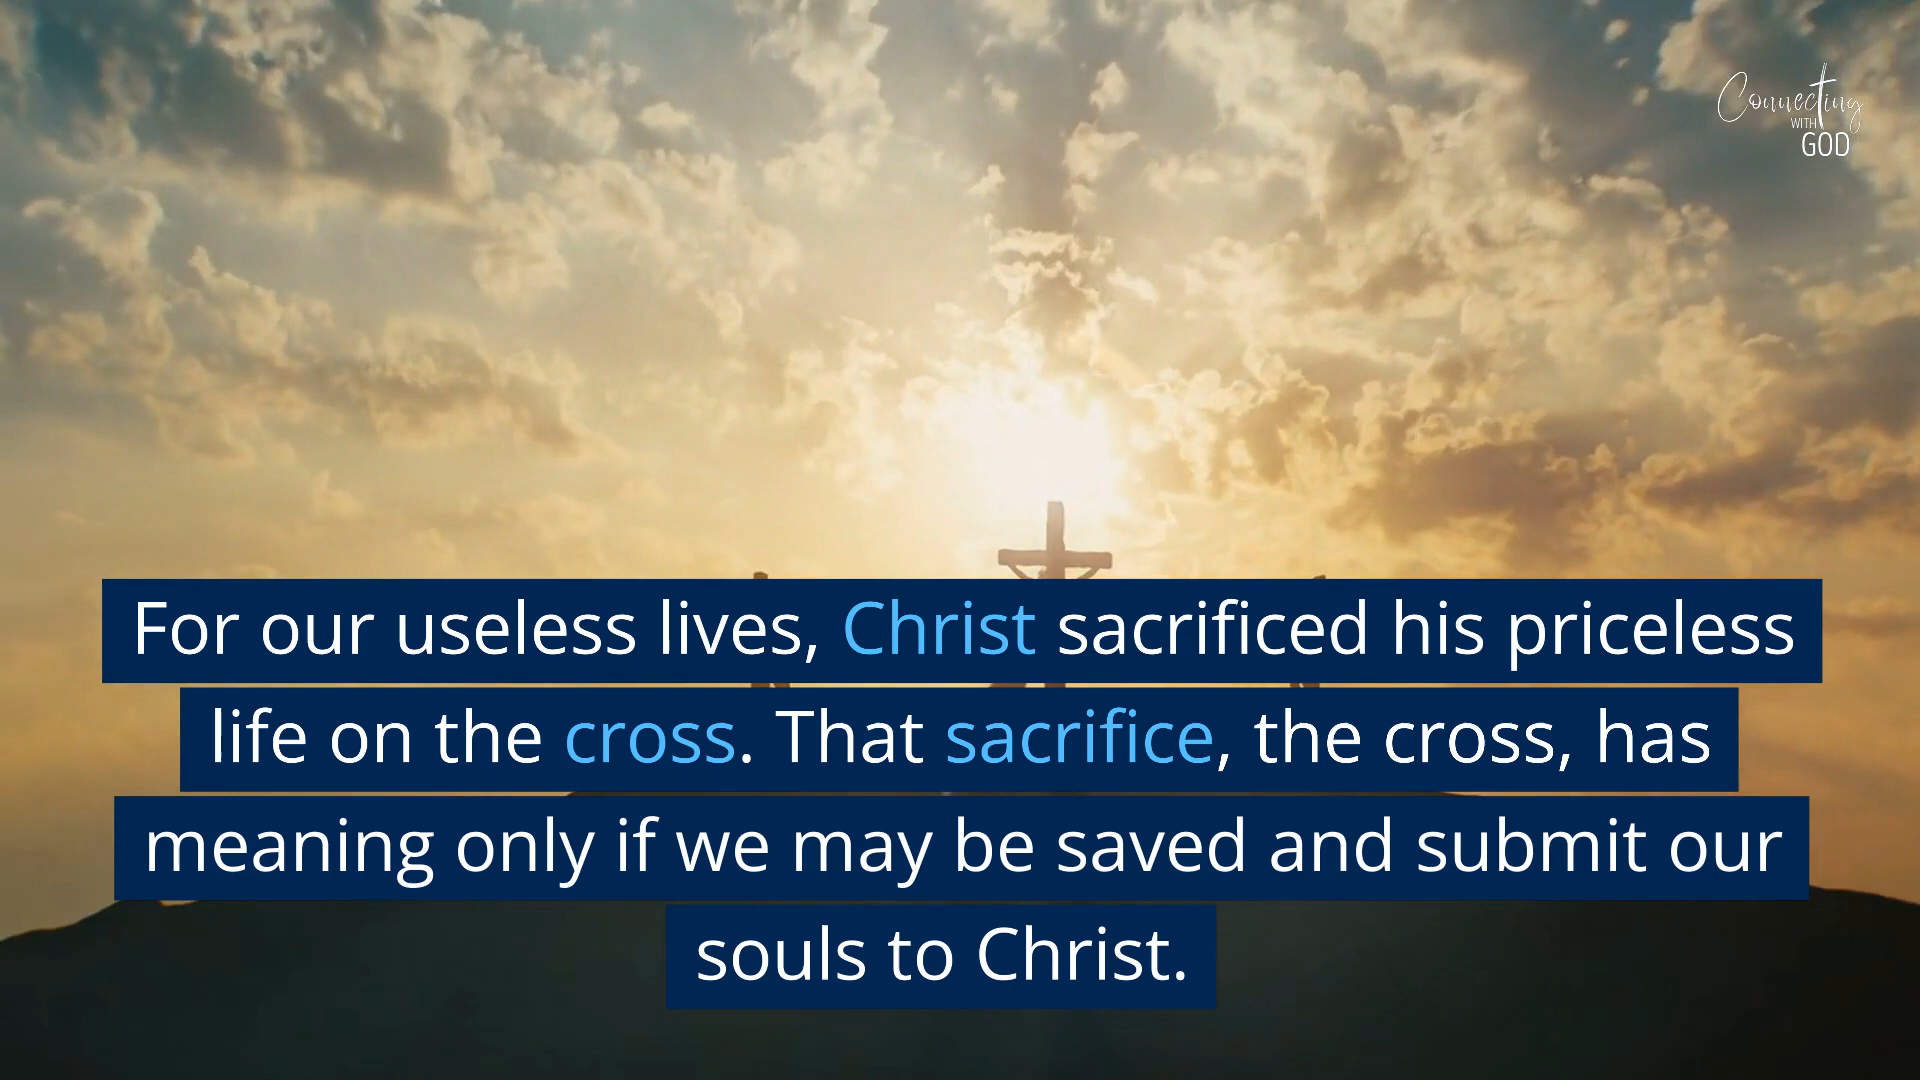 Connecting
WITH
GOD
For our useless lives, Christ sacrificed his priceless
life on the cross. That sacrifice, the cross, has
meaning only if we may be saved and submit our
souls to Christ.